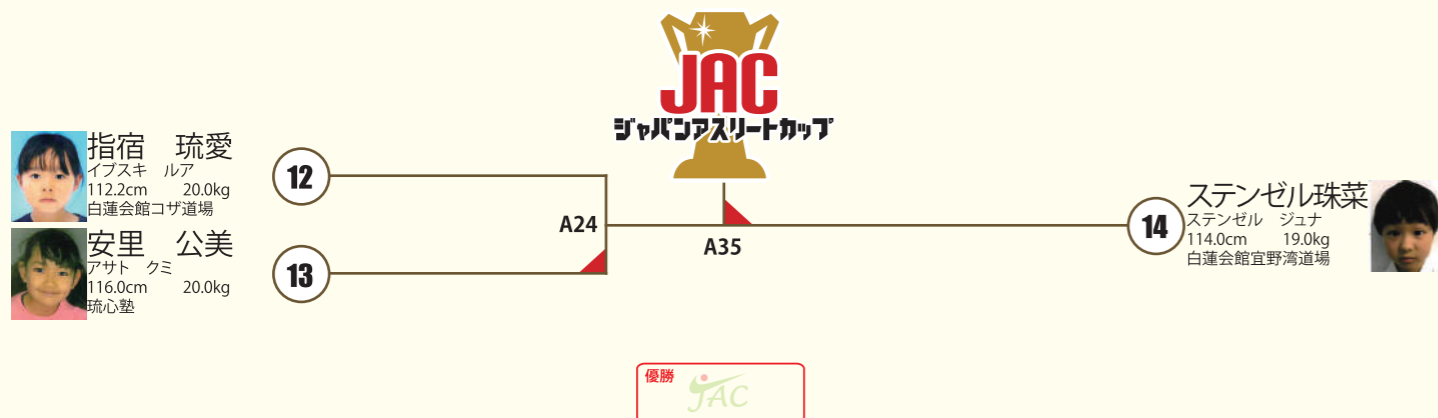 JAC
ジャパンアスリートカップ
指宿　琉愛
イブスキ　ルア
112.2cm 20.0kg
白蓮会館コザ道場
12
安里　公美
アサト　クミ
116.0cm 20.0kg
琉心塾
13
A24
A35
14
ステンゼル珠菜
ステンゼル　ジュナ
114.0cm 19.0kg
白蓮会館宜野湾道場
優勝
JAC